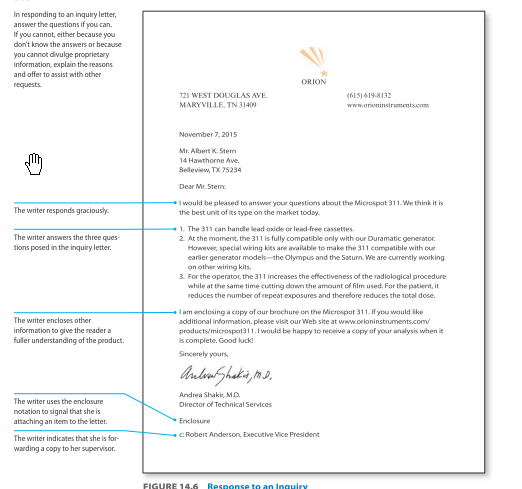 In responding to an inquiry letter,
answer the questions if you can.
If you cannot, either because you
don't know the answers or because
you cannot divulge proprietary
information, explain the reasons
and offer to assist with other
requests.
ORION
721 WEST DOUGLAS AVE.
MARYVILLE, TN 31409
(615) 619-8132
www.orioninstruments.com
November 7, 2015
Mr. Albert K. Stern
14 Hawthorne Ave.
Belleview, TX 75234
Dear Mr. Stern:
The writer responds graciously.
I would be pleased to answer your questions about the Microspot 311. We think it is
the best unit of its type on the market today.
The writer answers the three ques-
tions posed in the inquiry letter.
1. The 311 can handle lead oxide or lead-free cassettes.
2. At the moment, the 311 is fully compatible only with our Duramatic generator.
However, special wiring kits are available to make the 311 compatible with our
earlier generator models—the Olympus and the Saturn. We are currently working
on other wiring kits.
3. For the operator, the 311 increases the effectiveness of the radiological procedure
while at the same time cutting down the amount of film used. For the patient, it
reduces the number of repeat exposures and therefore reduces the total dose.
The writer encloses other
information to give the reader a
fuller understanding of the product.
I am enclosing a copy of our brochure on the Microspot 311. If you would like
additional information, please visit our Web site at www.orioninstruments.com/
products/microspot311. I would be happy to receive a copy of your analysis when it
is complete. Good luck!
Sincerely yours,
Andrea Shakir, M.D.
Andrea Shakir, M.D.
Director of Technical Services
The writer uses the enclosure
notation to signal that she is
attaching an item to the letter.
Enclosure
The writer indicates that she is for-
warding a copy to her supervisor.
c: Robert Anderson, Executive Vice President
FIGURE 14.6 Response to an Inquiry